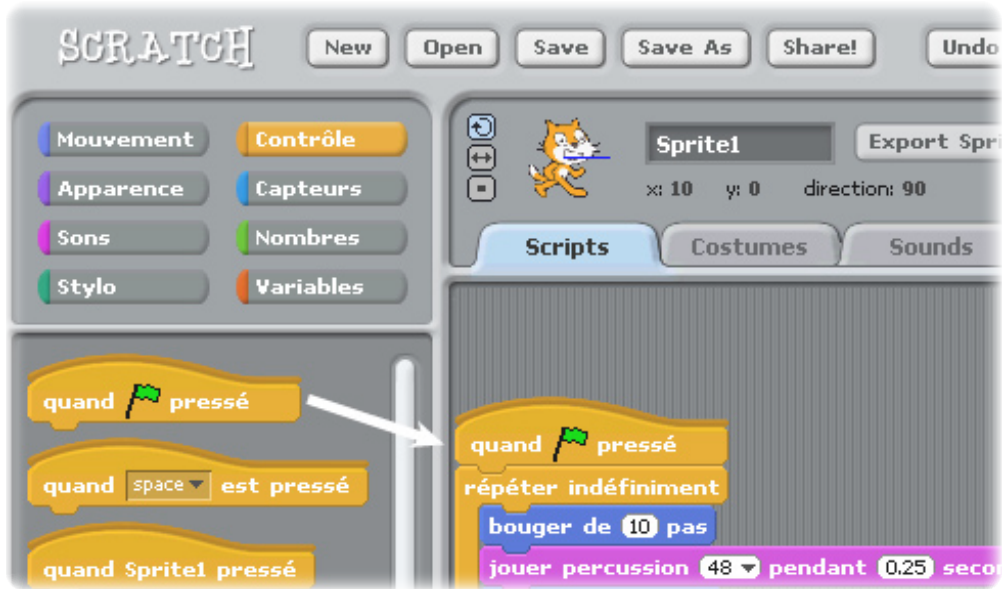 SCRATCH New Open Save Save As Share! Undo
Mouvement Contrôle
Apparence Capteurs
Sons Nombres
Stylo Variables
Sprite1 Export Spri
x: 10 y: 0 direction: 90
Scripts Costumes Sounds
quand pressé
quand space est pressé
quand Sprite1 pressé
quand pressé
répéter indéfiniment
bouger de 10 pas
jouer percussion 48 pendant 0.25 secon